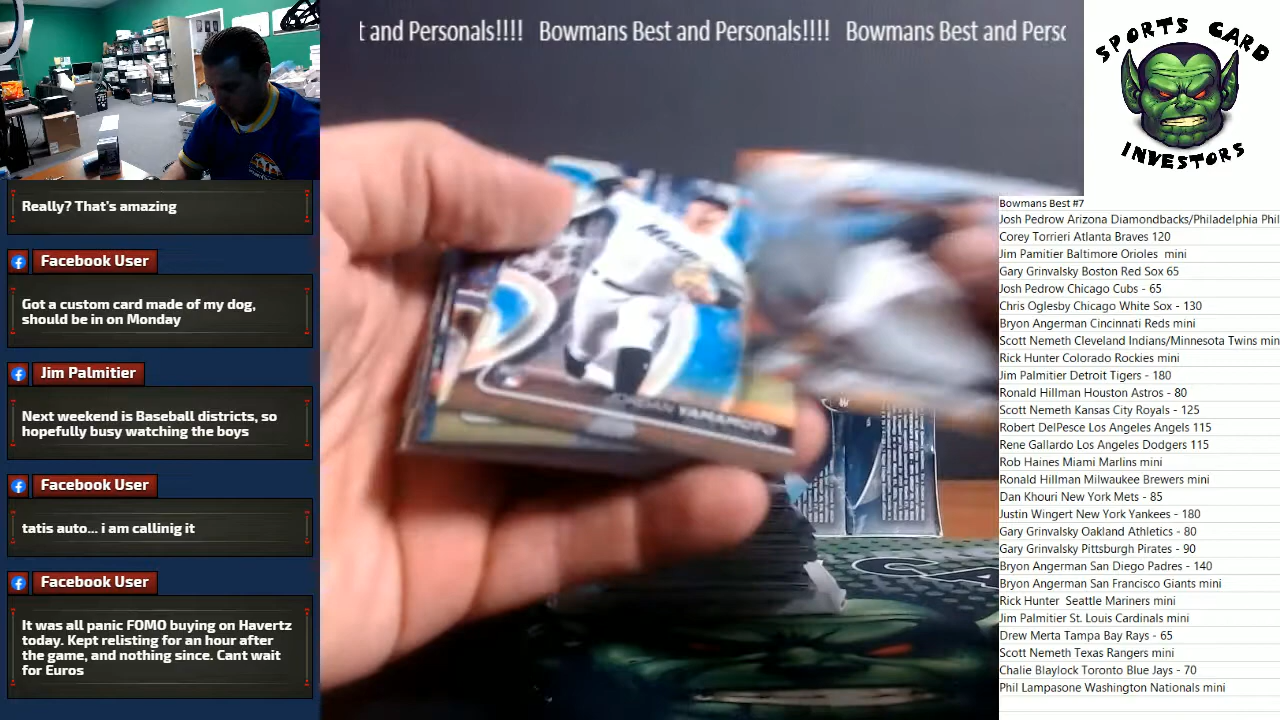 t and Personals!!!! Bowmans Best and Personals!!!! Bowmans Best and Perso
SPORTS CARD
INVESTORS
Really? That's amazing
Facebook User
Got a custom card made of my dog,
should be in on Monday
Jim Palmitier
Next weekend is Baseball districts, so
hopefully busy watching the boys
Facebook User
tatis auto... i am callinig it
Facebook User
It was all panic FOMO buying on Havertz
today. Kept relisting for an hour after
the game, and nothing since. Cant wait
for Euros
Miami
JORDAN YAMAMOTO
CA
Bowmans Best #7
Josh Pedrow Arizona Diamondbacks/Philadelphia Phil
Corey Torrieri Atlanta Braves 120
Jim Pamitier Baltimore Orioles mini
Gary Grinvalsky Boston Red Sox 65
Josh Pedrow Chicago Cubs - 65
Chris Oglesby Chicago White Sox - 130
Bryon Angerman Cincinnati Reds mini
Scott Nemeth Cleveland Indians/Minnesota Twins min
Rick Hunter Colorado Rockies mini
Jim Palmitier Detroit Tigers - 180
Ronald Hillman Houston Astros - 80
Scott Nemeth Kansas City Royals - 125
Robert DelPesce Los Angeles Angels 115
Rene Gallardo Los Angeles Dodgers 115
Rob Haines Miami Marlins mini
Ronald Hillman Milwaukee Brewers mini
Dan Khouri New York Mets - 85
Justin Wingert New York Yankees - 180
Gary Grinvalsky Oakland Athletics - 80
Gary Grinvalsky Pittsburgh Pirates - 90
Bryon Angerman San Diego Padres - 140
Bryon Angerman San Francisco Giants mini
Rick Hunter Seattle Mariners mini
Jim Palmitier St. Louis Cardinals mini
Drew Merta Tampa Bay Rays - 65
Scott Nemeth Texas Rangers mini
Chalie Blaylock Toronto Blue Jays - 70
Phil Lampasone Washington Nationals mini